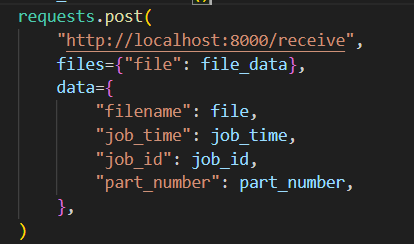 requests.post(
"http://localhost:8000/receive",
files={"file": file_data},
data={
"filename": file,
"job_time": job_time,
"job_id": job_id,
"part_number": part_number,
},
)